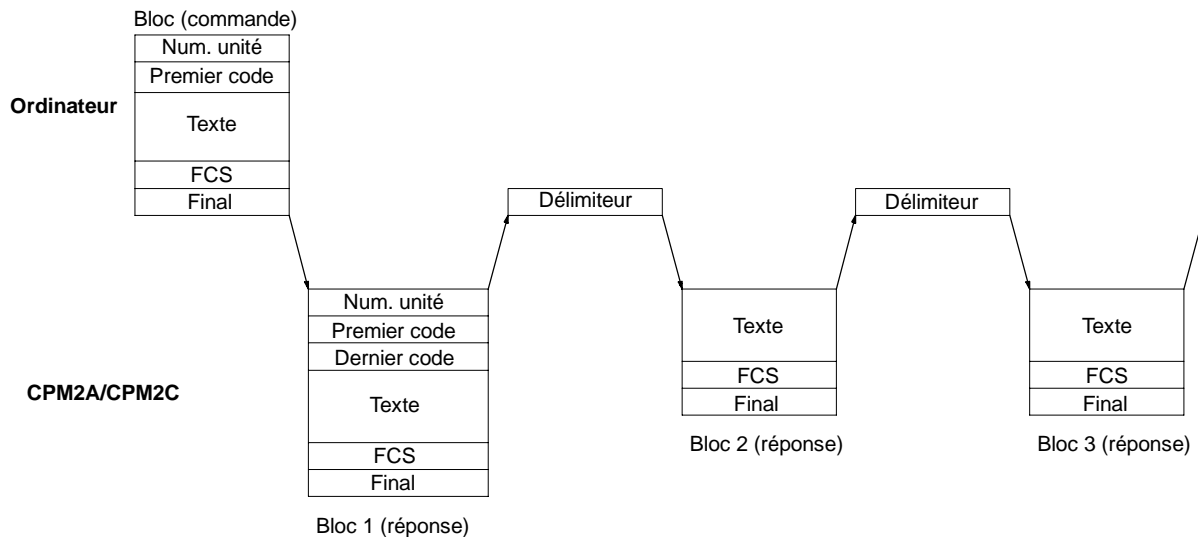 Bloc (commande)
Num. unité
Premier code
Ordinateur
Texte
FCS
Final
Délimiteur
Délimiteur
Num. unité
Premier code
Dernier code
CPM2A/CPM2C
Texte
FCS
Final
Bloc 1 (réponse)
Texte
FCS
Final
Bloc 2 (réponse)
Texte
FCS
Final
Bloc 3 (réponse)